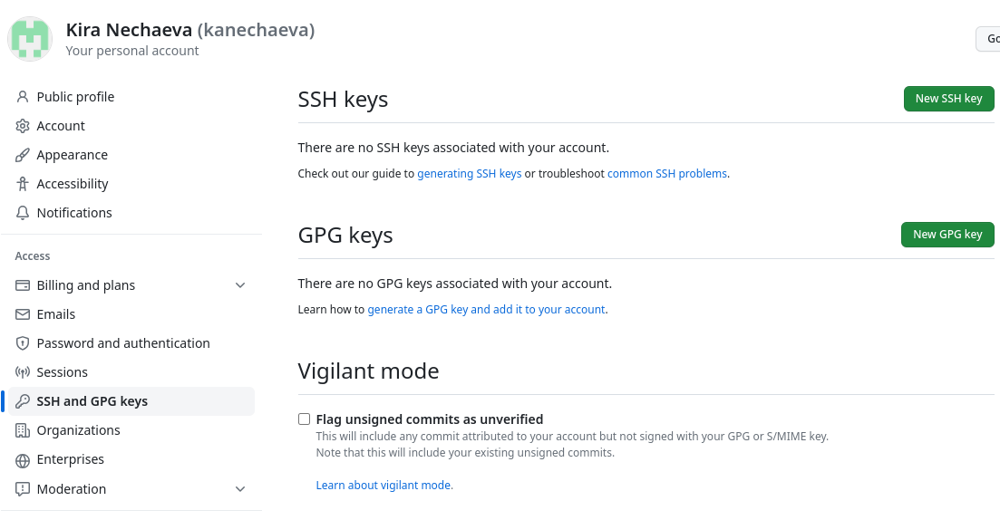 Kira Nechaeva (kanechaeva)
Your personal account
Go
Public profile
Account
Appearance
Accessibility
Notifications
Access
Billing and plans
Emails
Password and authentication
Sessions
SSH and GPG keys
Organizations
Enterprises
Moderation
SSH keys
New SSH key
There are no SSH keys associated with your account.
Check out our guide to generating SSH keys or troubleshoot common SSH problems.
GPG keys
New GPG key
There are no GPG keys associated with your account.
Learn how to generate a GPG key and add it to your account.
Vigilant mode
Flag unsigned commits as unverified
This will include any commit attributed to your account but not signed with your GPG or S/MIME key.
Note that this will include your existing unsigned commits.
Learn about vigilant mode.